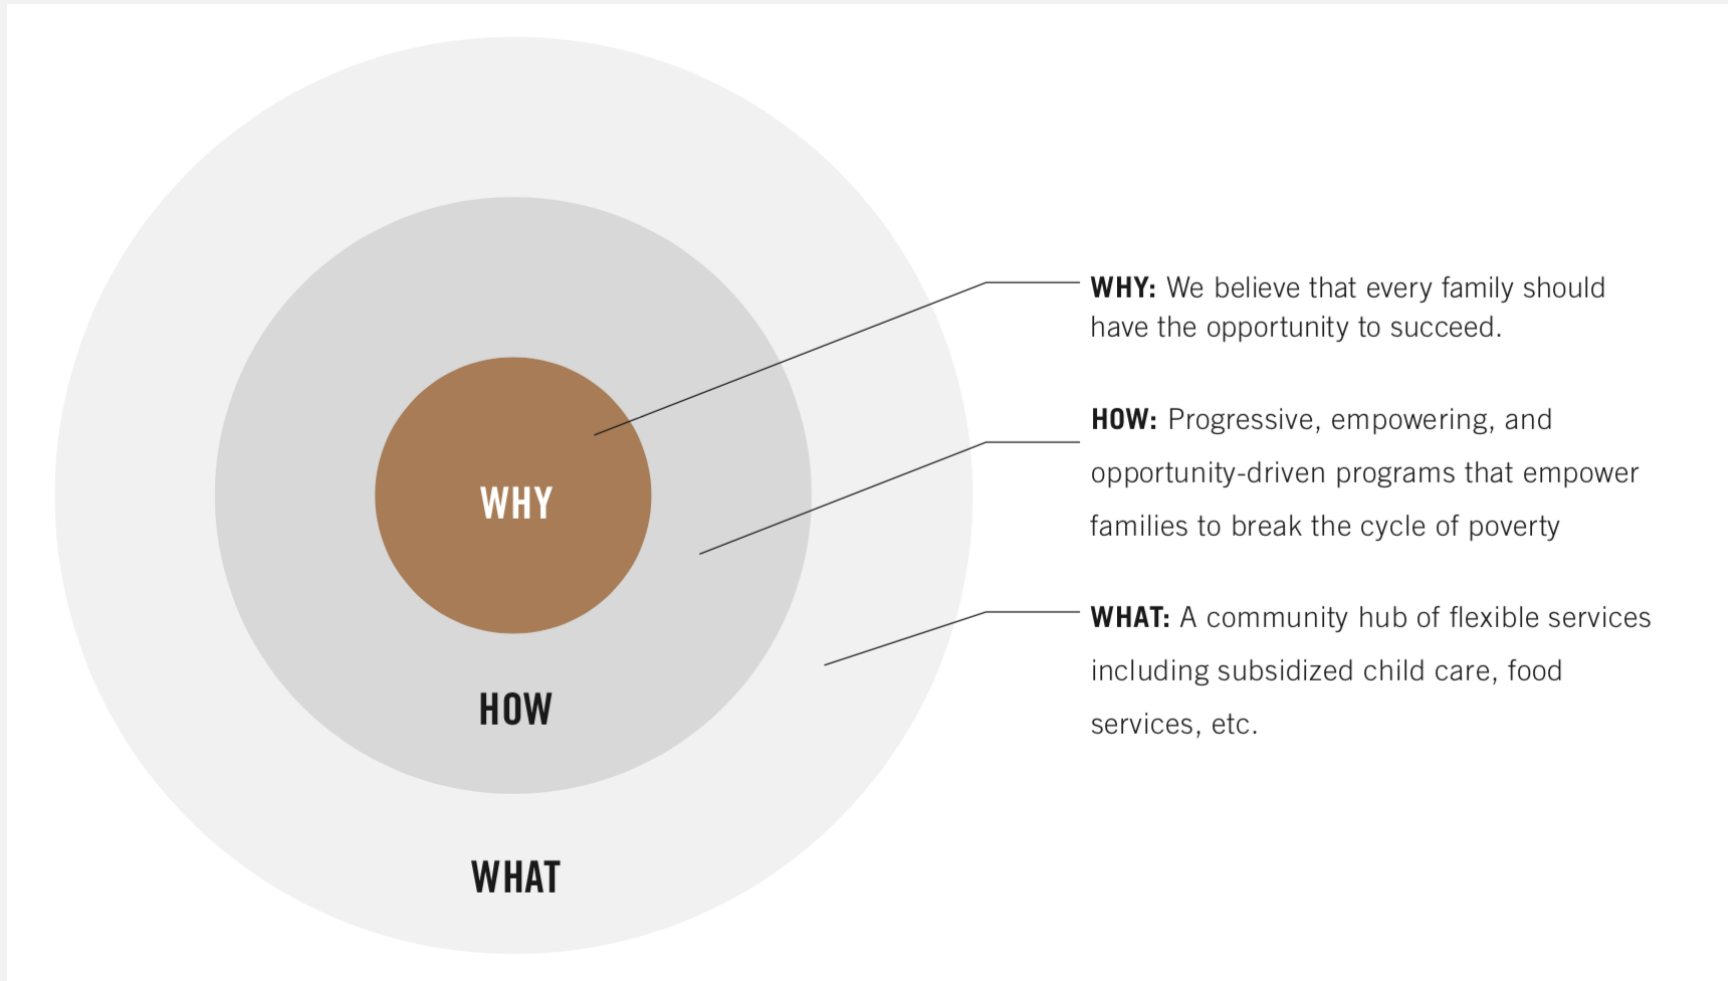 WHY
HOW
WHAT
WHY: We believe that every family should
have the opportunity to succeed.
HOW: Progressive, empowering, and
opportunity-driven programs that empower
families to break the cycle of poverty
WHAT: A community hub of flexible services
including subsidized child care, food
services, etc.